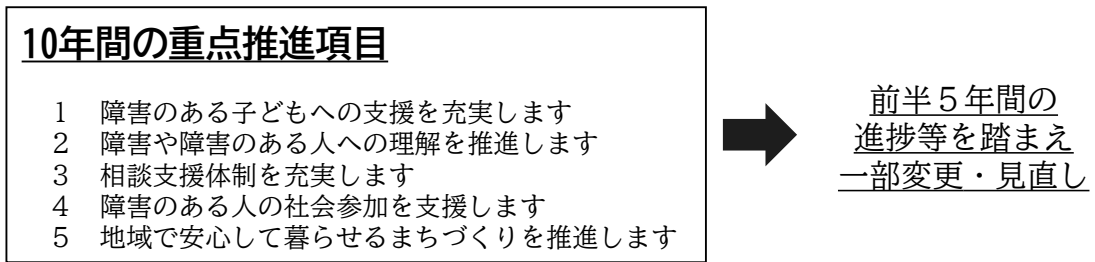 10年間の重点推進項目
1 障害のある子どもへの支援を充実します
2 障害や障害のある人への理解を推進します
3 相談支援体制を充実します
4 障害のある人の社会参加を支援します
5 地域で安心して暮らせるまちづくりを推進します
前半5年間の
進捗等を踏まえ
一部変更・見直し